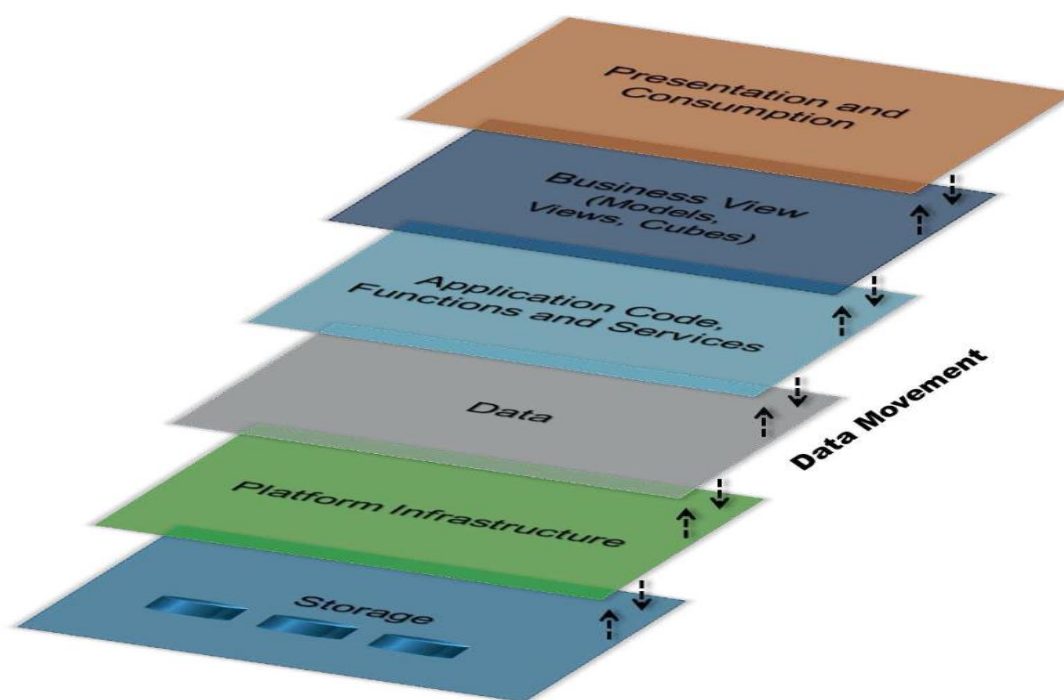 Presentation and
Consumption
Business View
(Models,
Views, Cubes)
Application Code,
Functions and Services
Data
Data Movement
Platform Infrastructure
Storage